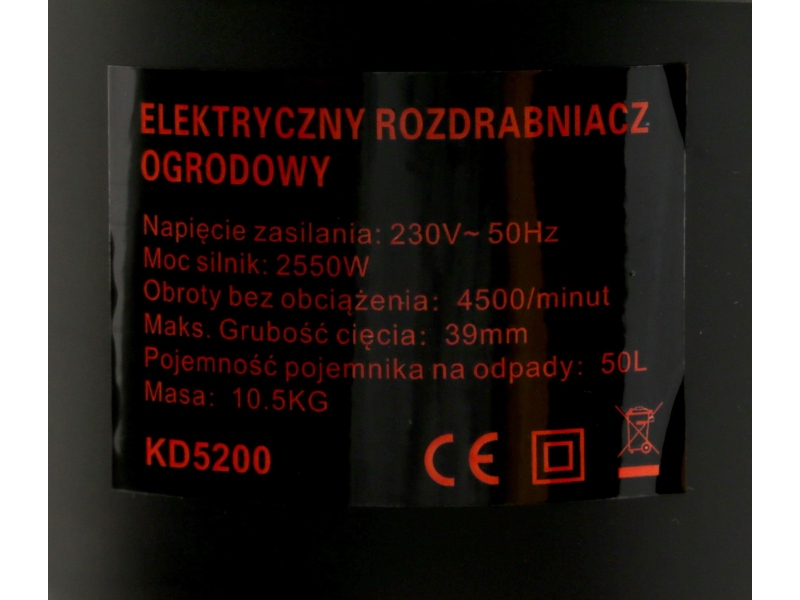 ELEKTRYCZNY ROZDRABNIACZ
OGRODOWY
Napięcie zasilania: 230V~ 50Hz
Moc silnik: 2550W
Obroty bez obciążenia: 4500/minut
Maks. Grubość cięcia: 39mm
Pojemność pojemnika na odpady: 50L
Masa: 10.5KG
KD5200 CE